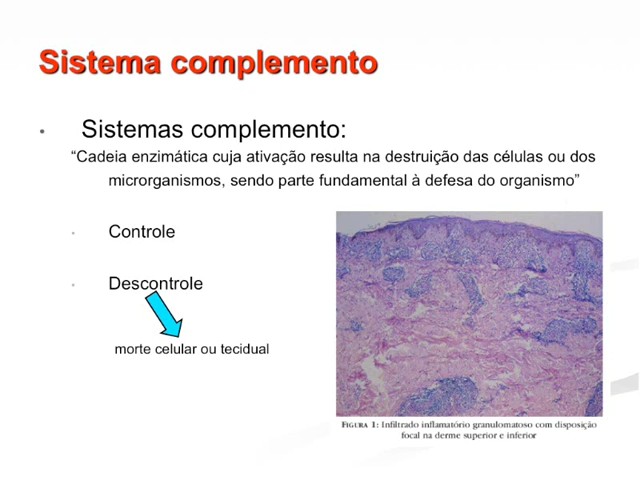 Sistema complemento
• Sistemas complemento:
“Cadeia enzimática cuja ativação resulta na destruição das células ou dos
microrganismos, sendo parte fundamental à defesa do organismo”
• Controle
• Descontrole
morte celular ou tecidual
FIGURA 1: Infiltrado inflamatório granulomatoso com disposição
focal na derme superior e inferior